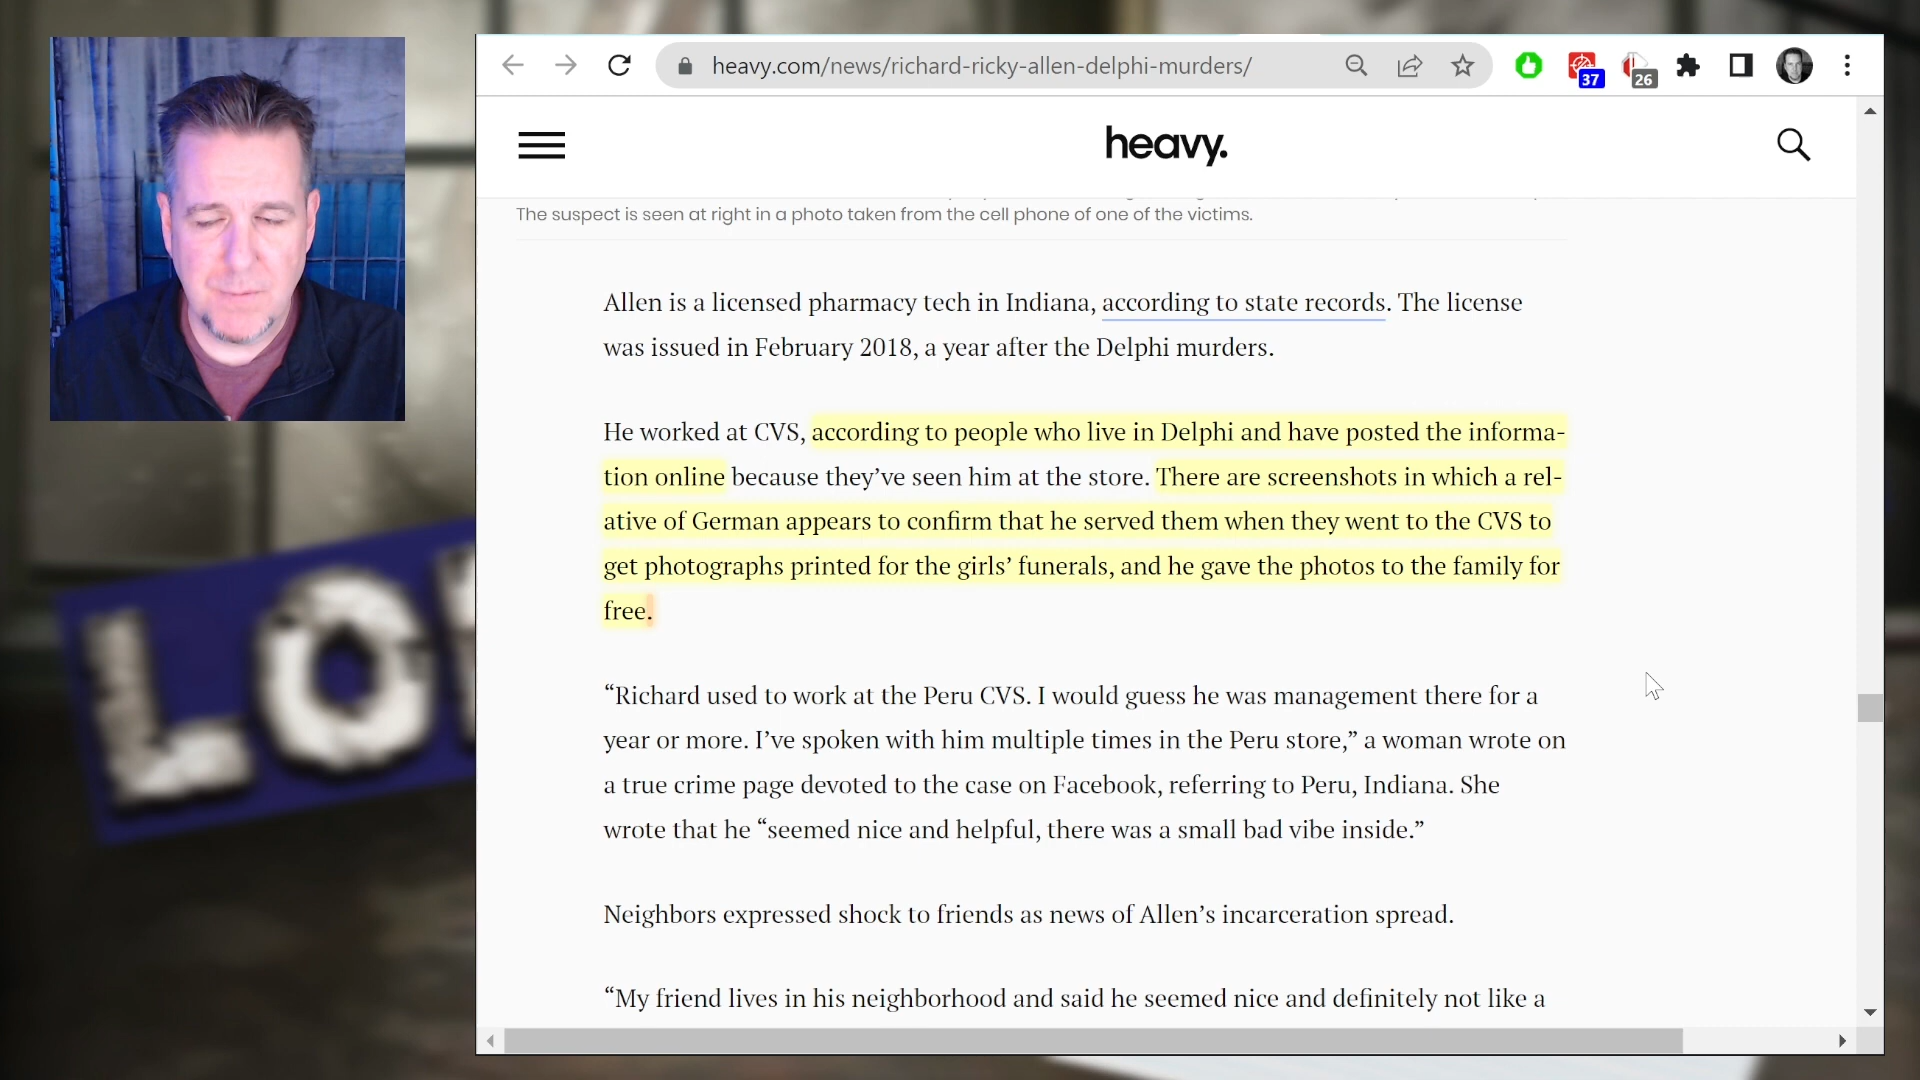 heavy.com/news/richard-ricky-allen-delphi-murders/
37
26
heavy.
The suspect is seen at right in a photo taken from the cell phone of one of the victims.
Allen is a licensed pharmacy tech in Indiana, according to state records. The license
was issued in February 2018, a year after the Delphi murders.
He worked at CVS, according to people who live in Delphi and have posted the informa-
tion online because they’ve seen him at the store. There are screenshots in which a rel-
ative of German appears to confirm that he served them when they went to the CVS to
get photographs printed for the girls’ funerals, and he gave the photos to the family for
free.
“Richard used to work at the Peru CVS. I would guess he was management there for a
year or more. I’ve spoken with him multiple times in the Peru store,” a woman wrote on
a true crime page devoted to the case on Facebook, referring to Peru, Indiana. She
wrote that he “seemed nice and helpful, there was a small bad vibe inside.”
Neighbors expressed shock to friends as news of Allen’s incarceration spread.
“My friend lives in his neighborhood and said he seemed nice and definitely not like a
LO